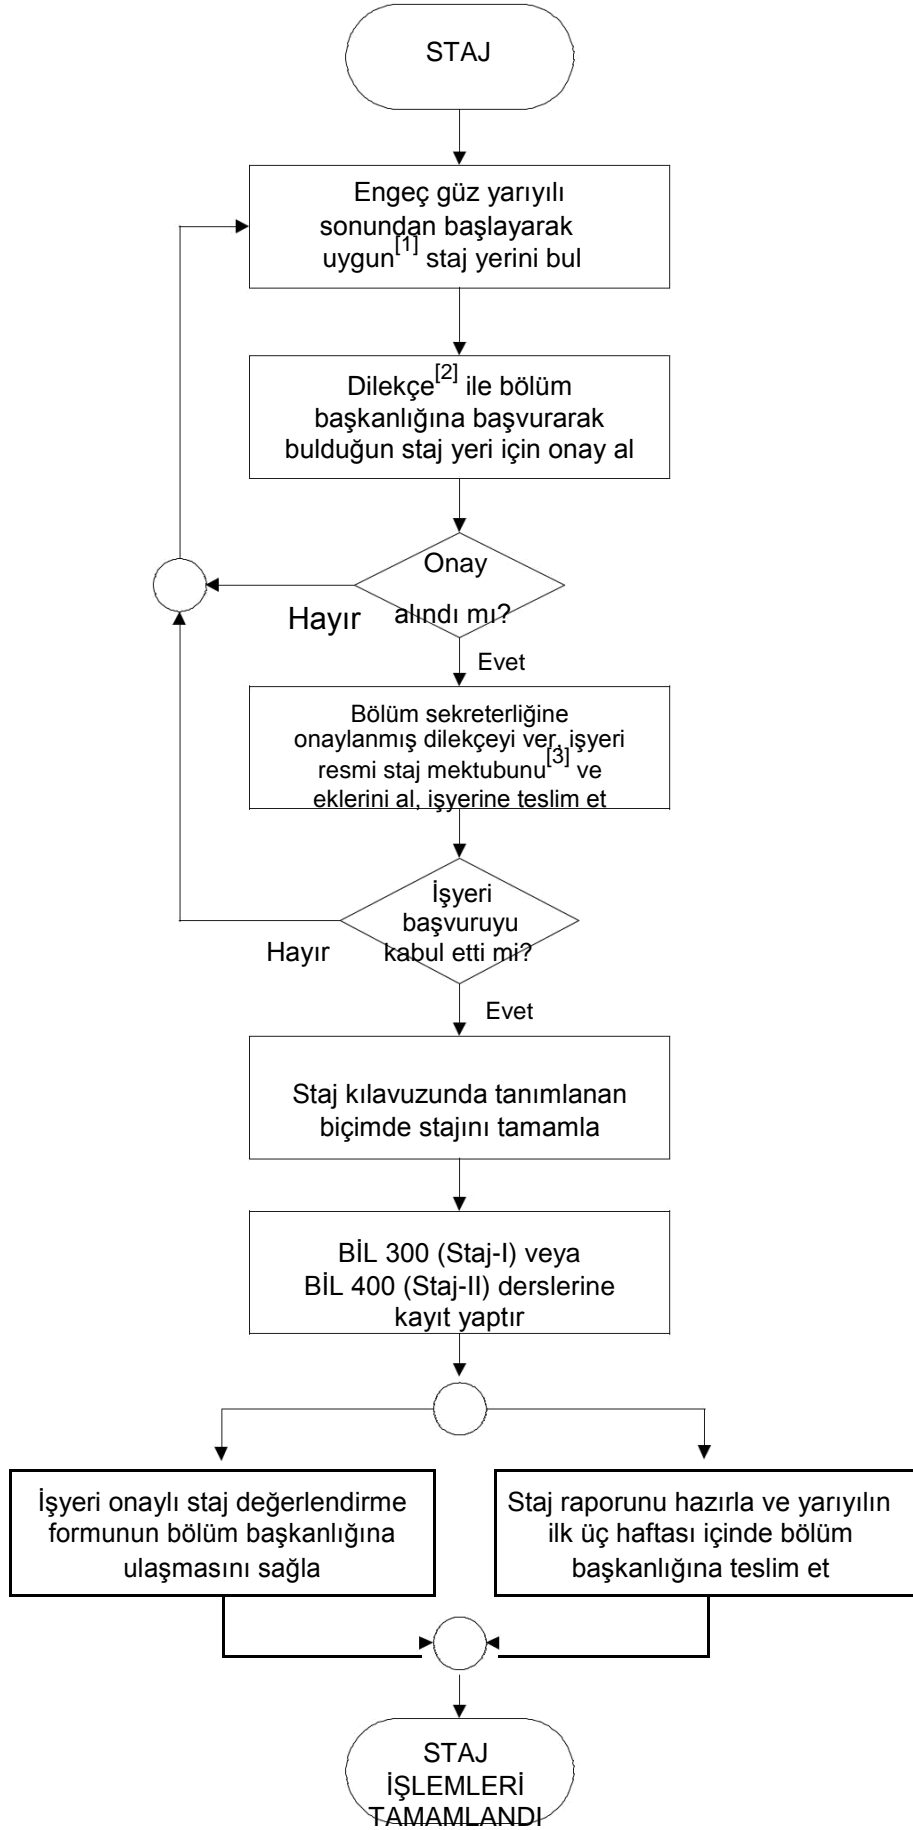 STAJ
Engeç güz yarıyılı
sonundan başlayarak
uygun[1] staj yerini bul
Dilekçe[2] ile bölüm
başkanlığına başvurarak
bulduğun staj yeri için onay al
Onay
alındı mı?
Hayır
Evet
Bölüm sekreterliğine
onaylanmış dilekçeyi ver, işyeri
resmi staj mektubunu[3] ve
eklerini al, işyerine teslim et
İşyeri
başvuruyu
kabul etti mi?
Hayır
Evet
Staj kılavuzunda tanımlanan
biçimde stajını tamamla
BİL 300 (Staj-I) veya
BİL 400 (Staj-II) derslerine
kayıt yaptır
İşyeri onaylı staj değerlendirme
formunun bölüm başkanlığına
ulaşmasını sağla
Staj raporunu hazırla ve yarıyılın
ilk üç haftası içinde bölüm
başkanlığına teslim et
STAJ
İŞLEMLERİ
TAMAMLANDI